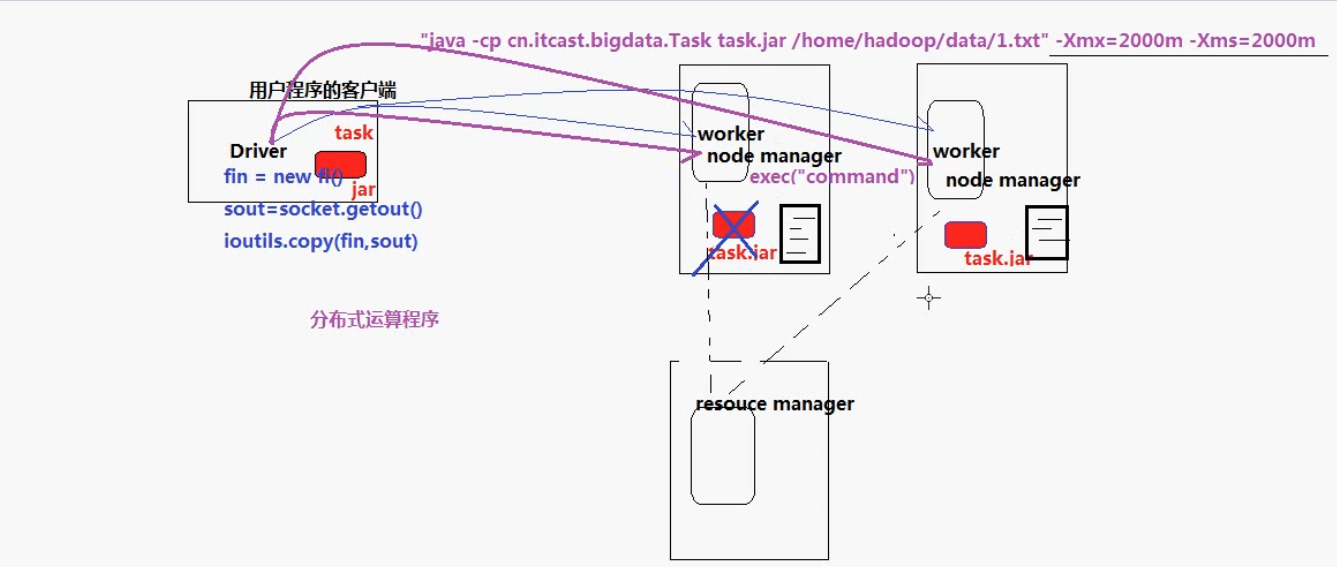 "java -cp cn.itcast.bigdata.Task task.jar /home/hadoop/data/1.txt" -Xmx=2000m -Xms=2000m
用户程序的客户端
task
Driver
fin = new fi()
jar
sout=socket.getout()
ioutils.copy(fin,sout)
worker
node manager
exec("command")
task.jar
worker
node manager
task.jar
分布式运算程序
resouce manager